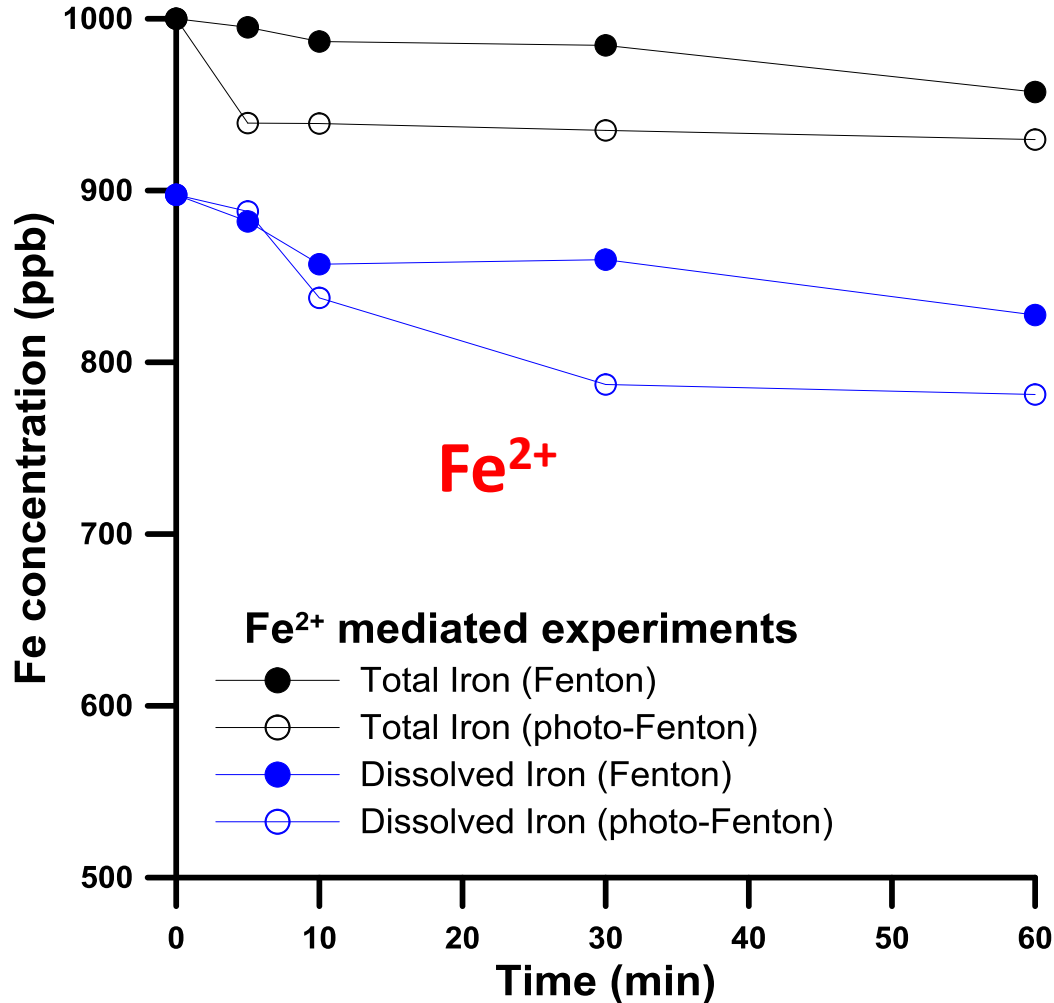 Fe concentration (ppb)
1000
900
800
700
600
500
Fe²⁺
Fe²⁺ mediated experiments
Total Iron (Fenton)
Total Iron (photo-Fenton)
Dissolved Iron (Fenton)
Dissolved Iron (photo-Fenton)
0 10 20 30 40 50 60
Time (min)